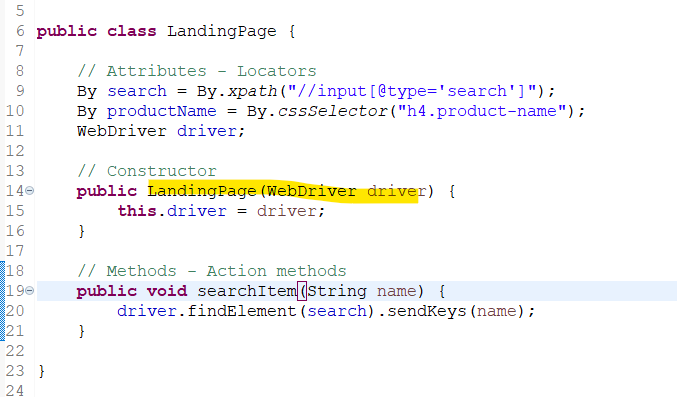 5
6 public class LandingPage {
7
8     // Attributes - Locators
9     By search = By.xpath("//input[@type='search']");
10     By productName = By.cssSelector("h4.product-name");
11     WebDriver driver;
12
13     // Constructor
14     public LandingPage(WebDriver driver) {
15         this.driver = driver;
16     }
17
18     // Methods - Action methods
19     public void searchItem(String name) {
20         driver.findElement(search).sendKeys(name);
21     }
22
23 }
24